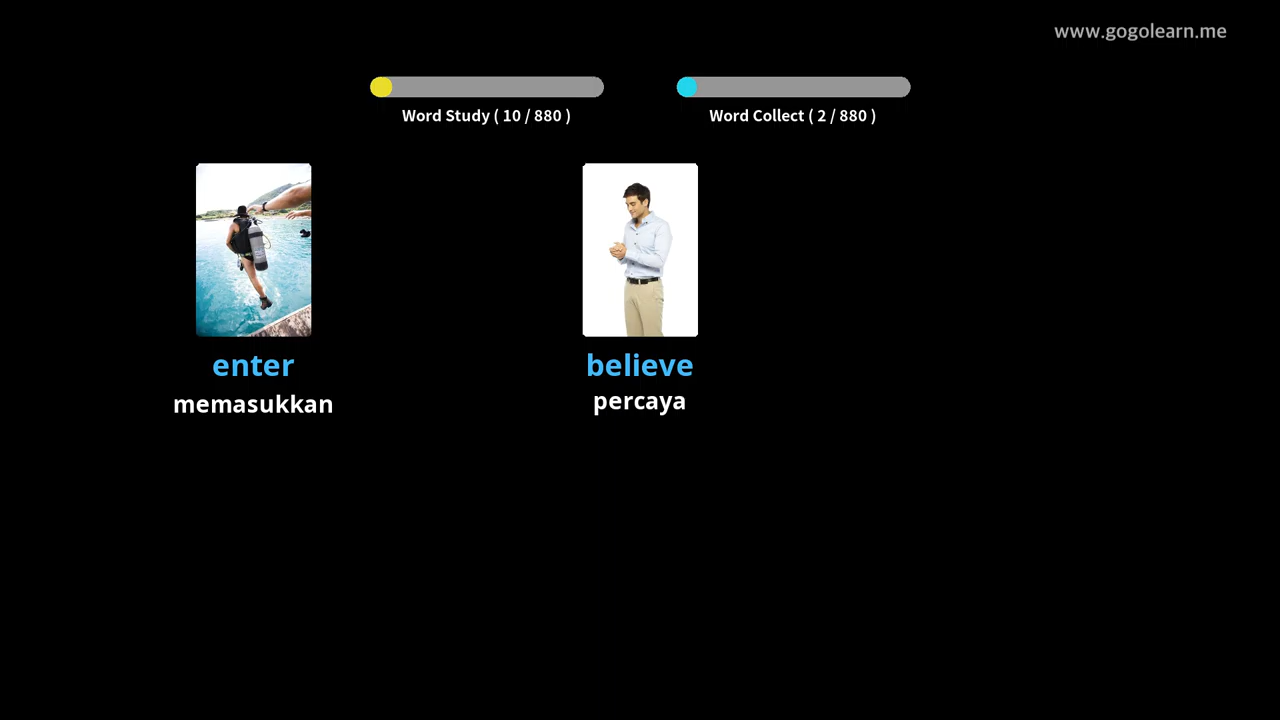 www.gogolearn.me
Word Study ( 10 / 880 )
Word Collect ( 2 / 880 )
enter
memasukkan
believe
percaya